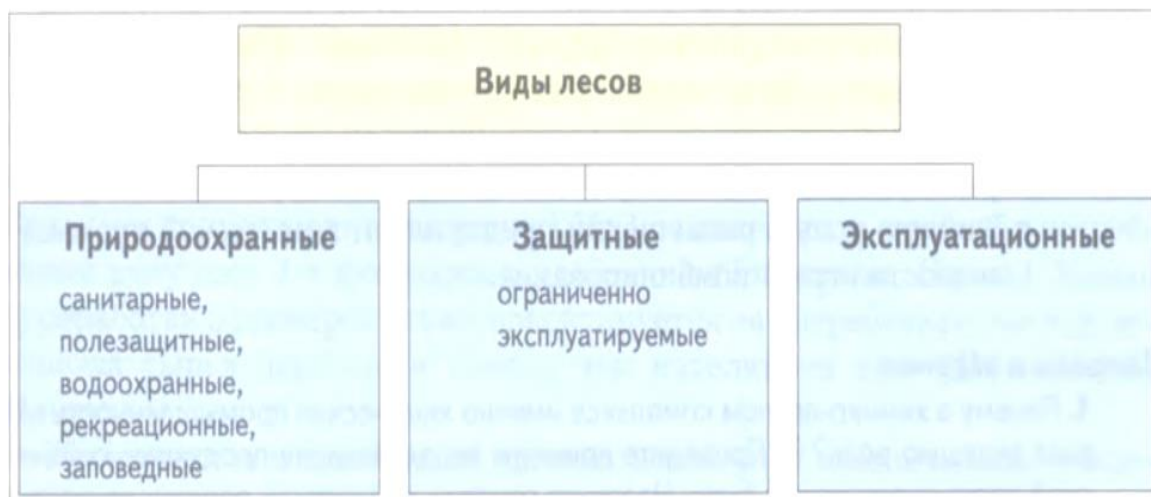 Виды лесов
Природоохранные
санитарные,
полезащитные,
водоохранные,
рекреационные,
заповедные
Защитные
ограниченно
эксплуатируемые
Эксплуатационные